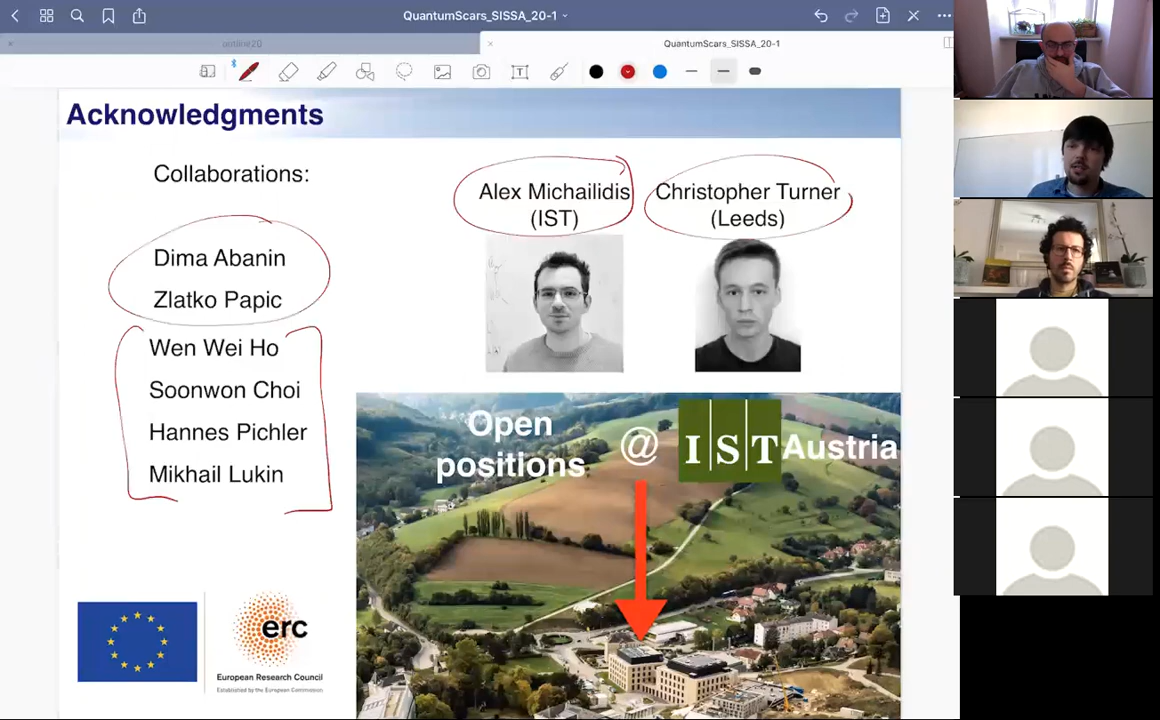 QuantumScars_SISSA_20-1
QuantumScars_SISSA_20-1
Acknowledgments
Collaborations:
Dima Abanin
Zlatko Papic
Wen Wei Ho
Soonwon Choi
Hannes Pichler
Mikhail Lukin
Alex Michailidis
(IST)
Christopher Turner
(Leeds)
Open
positions
@
IST Austria
erc
European Research Council
Established by the European Commission